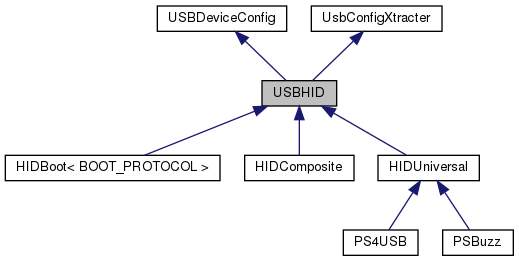 USBDeviceConfig
UsbConfigXtracter
USBHID
HIDBoot< BOOT_PROTOCOL >
HIDComposite
HIDUniversal
PS4USB
PSBuzz